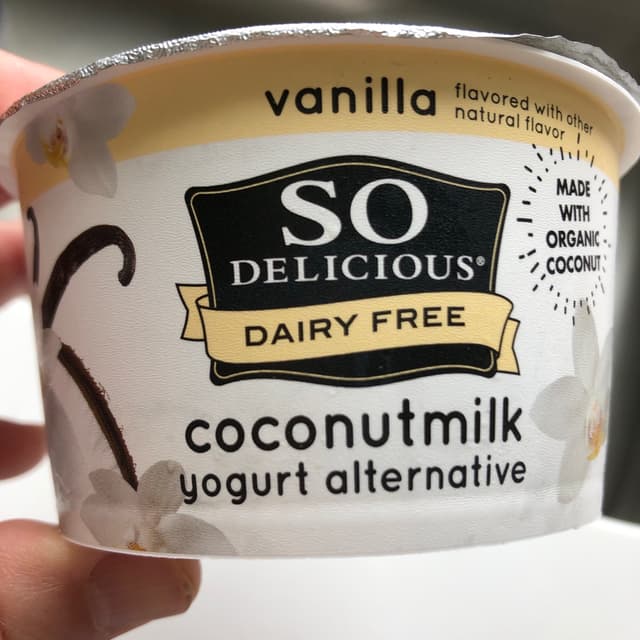 vanilla
flavored with other
natural flavor
SO
DELICIOUS®
DAIRY FREE
MADE
WITH
ORGANIC
COCONUT
coconutmilk
yogurt alternative